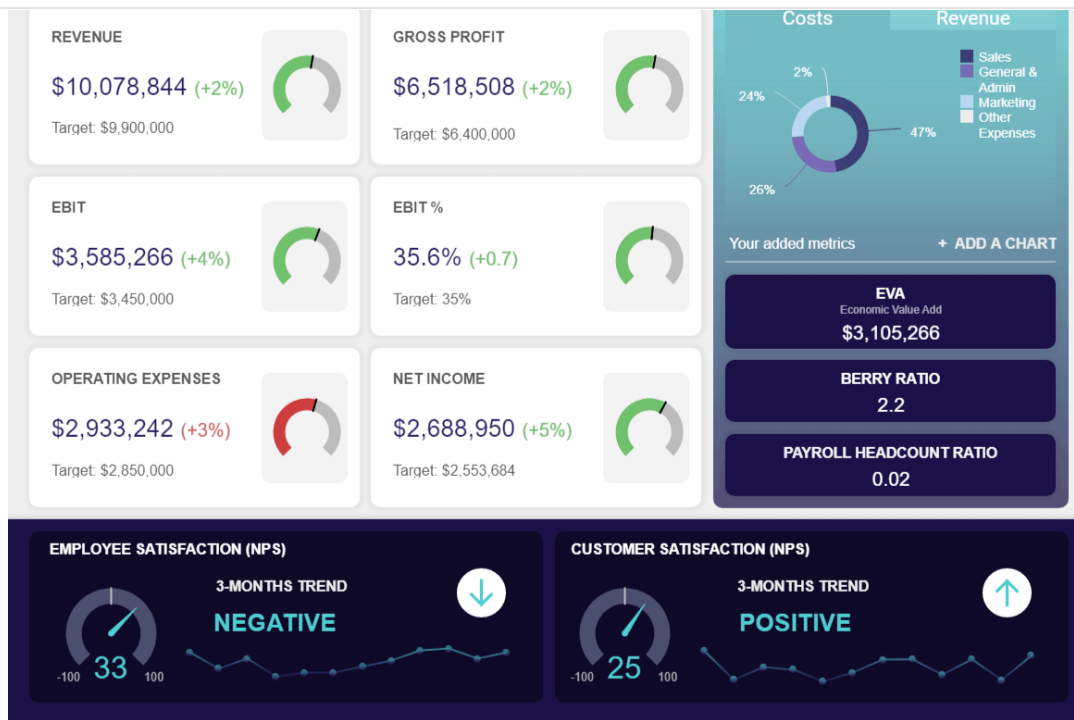 REVENUE
$10,078,844 (+2%)
Target: $9,900,000
GROSS PROFIT
$6,518,508 (+2%)
Target: $6,400,000
EBIT
$3,585,266 (+4%)
Target: $3,450,000
EBIT %
35.6% (+0.7)
Target: 35%
OPERATING EXPENSES
$2,933,242 (+3%)
Target: $2,850,000
NET INCOME
$2,688,950 (+5%)
Target: $2,553,684
Costs
Revenue
2%
24%
47%
26%
Sales
General &
Admin
Marketing
Other
Expenses
Your added metrics
+ ADD A CHART
EVA
Economic Value Add
$3,105,266
BERRY RATIO
2.2
PAYROLL HEADCOUNT RATIO
0.02
EMPLOYEE SATISFACTION (NPS)
3-MONTHS TREND
NEGATIVE
-100
33
100
CUSTOMER SATISFACTION (NPS)
3-MONTHS TREND
POSITIVE
-100
25
100